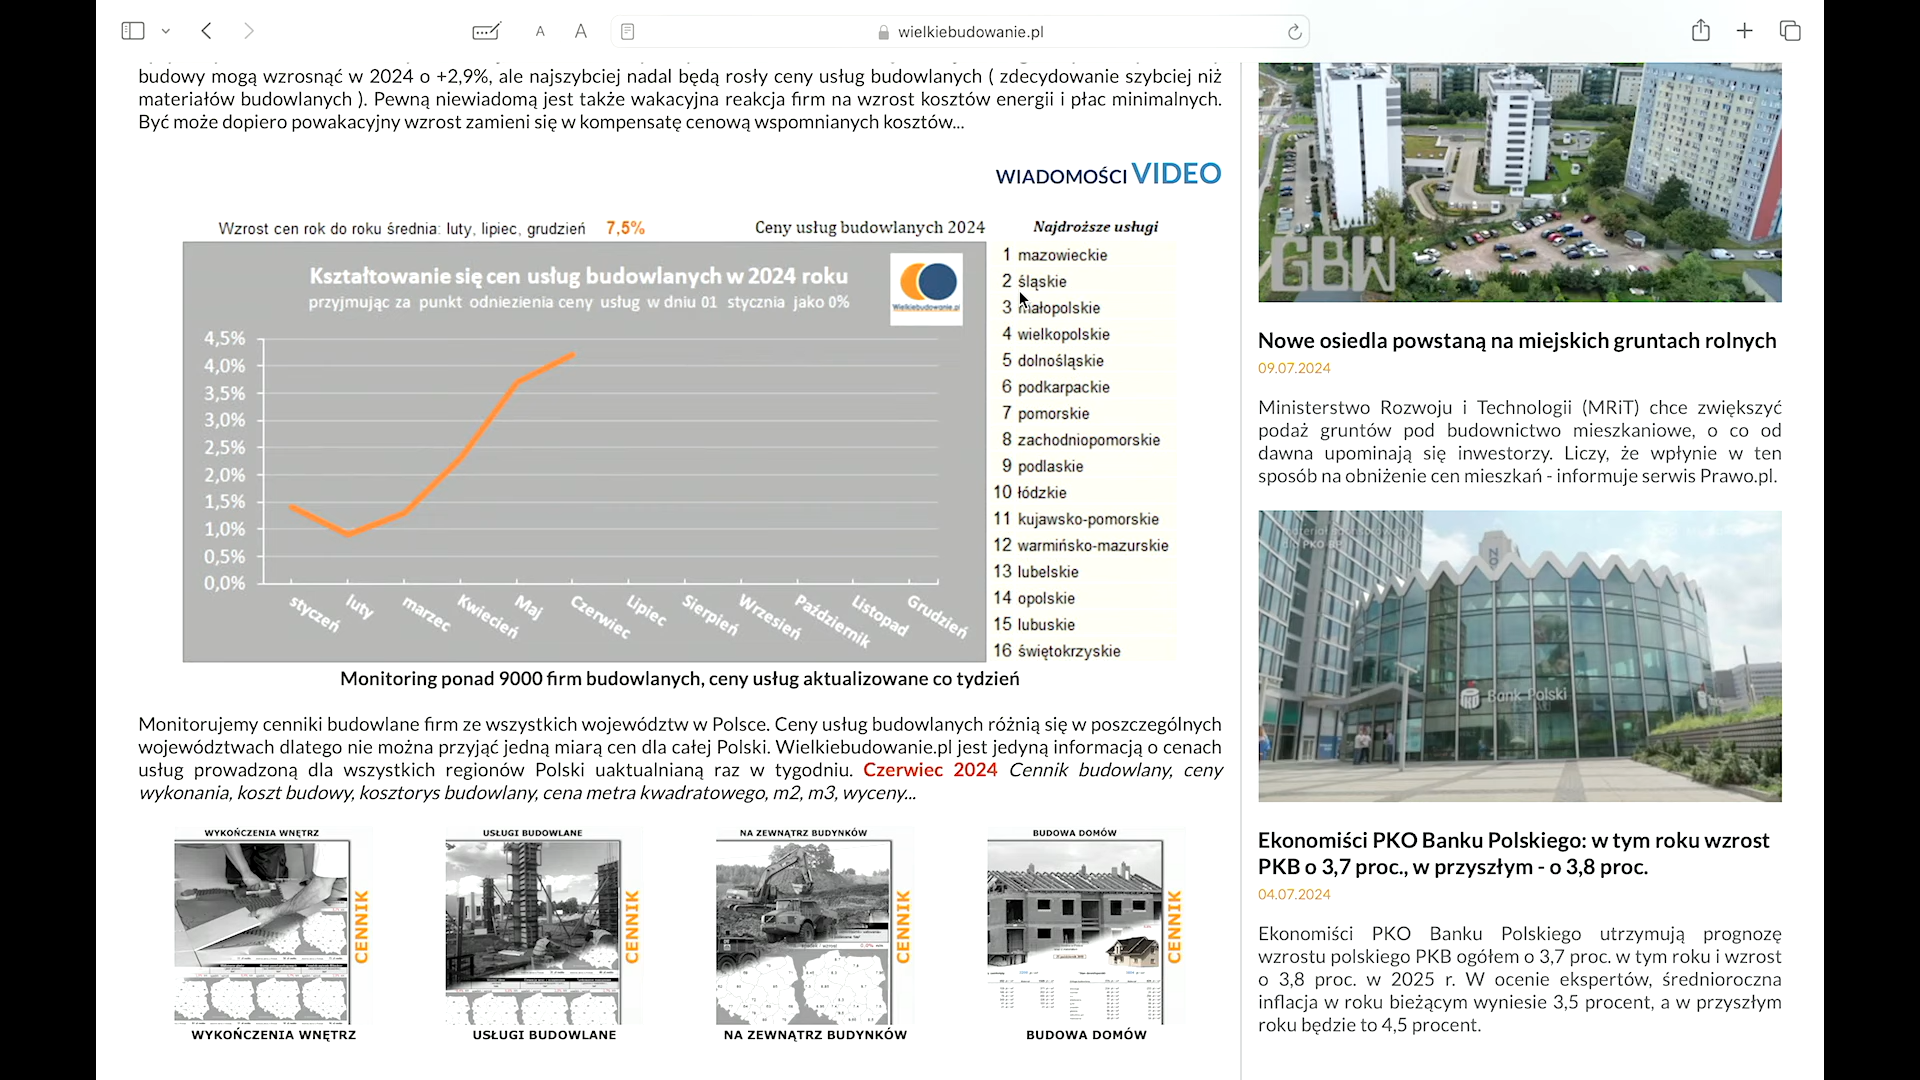 wielkiebudowanie.pl
budowy mogą wzrosnąć w 2024 o +2,9%, ale najszybciej nadal będą rosły ceny usług budowlanych ( zdecydowanie szybciej niż
materiałów budowlanych ). Pewną niewiadomą jest także wakacyjna reakcja firm na wzrost kosztów energii i płac minimalnych.
Być może dopiero powakacyjny wzrost zamieni się w kompensatę cenową wspomnianych kosztów...
WIADOMOŚCI VIDEO
Wzrost cen rok do roku średnia: luty, lipiec, grudzień 7,5%
Ceny usług budowlanych 2024
Kształtowanie się cen usług budowlanych w 2024 roku
przyjmując za punkt odniezienia ceny usług w dniu 01 stycznia jako 0%
Wielkiebudowanie.pl
4,5%
4,0%
3,5%
3,0%
2,5%
2,0%
1,5%
1,0%
0,5%
0,0%
styczeń
luty
marzec
Kwiecień
Maj
Czerwiec
Lipiec
Sierpień
Wrzesień
Październik
Listopad
Grudzień
Najdroższe usługi
1 mazowieckie
2 śląskie
3 małopolskie
4 wielkopolskie
5 dolnośląskie
6 podkarpackie
7 pomorskie
8 zachodniopomorskie
9 podlaskie
10 łódzkie
11 kujawsko-pomorskie
12 warmińsko-mazurskie
13 lubelskie
14 opolskie
15 lubuskie
16 świętokrzyskie
Monitoring ponad 9000 firm budowlanych, ceny usług aktualizowane co tydzień
Monitorujemy cenniki budowlane firm ze wszystkich województw w Polsce. Ceny usług budowlanych różnią się w poszczególnych
województwach dlatego nie można przyjąć jedną miarą cen dla całej Polski. Wielkiebudowanie.pl jest jedyną informacją o cenach
usług prowadzoną dla wszystkich regionów Polski uaktualnianą raz w tygodniu. Czerwiec 2024 Cennik budowlany, ceny
wykonania, koszt budowy, kosztorys budowlany, cena metra kwadratowego, m2, m3, wyceny...
WYKOŃCZENIA WNĘTRZ
CENNIK
WYKOŃCZENIA WNĘTRZ
USŁUGI BUDOWLANE
CENNIK
USŁUGI BUDOWLANE
NA ZEWNĄTRZ BUDYNKÓW
CENNIK
NA ZEWNĄTRZ BUDYNKÓW
BUDOWA DOMÓW
CENNIK
BUDOWA DOMÓW
GBW
Nowe osiedla powstaną na miejskich gruntach rolnych
09.07.2024
Ministerstwo Rozwoju i Technologii (MRiT) chce zwiększyć
podaż gruntów pod budownictwo mieszkaniowe, o co od
dawna upominają się inwestorzy. Liczy, że wpłynie w ten
sposób na obniżenie cen mieszkań - informuje serwis Prawo.pl.
Bank Polski
Ekonomiści PKO Banku Polskiego: w tym roku wzrost
PKB o 3,7 proc., w przyszłym - o 3,8 proc.
04.07.2024
Ekonomiści PKO Banku Polskiego utrzymują prognozę
wzrostu polskiego PKB ogółem o 3,7 proc. w tym roku i wzrost
o 3,8 proc. w 2025 r. W ocenie ekspertów, średnioroczna
inflacja w roku bieżącym wyniesie 3,5 procent, a w przyszłym
roku będzie to 4,5 procent.